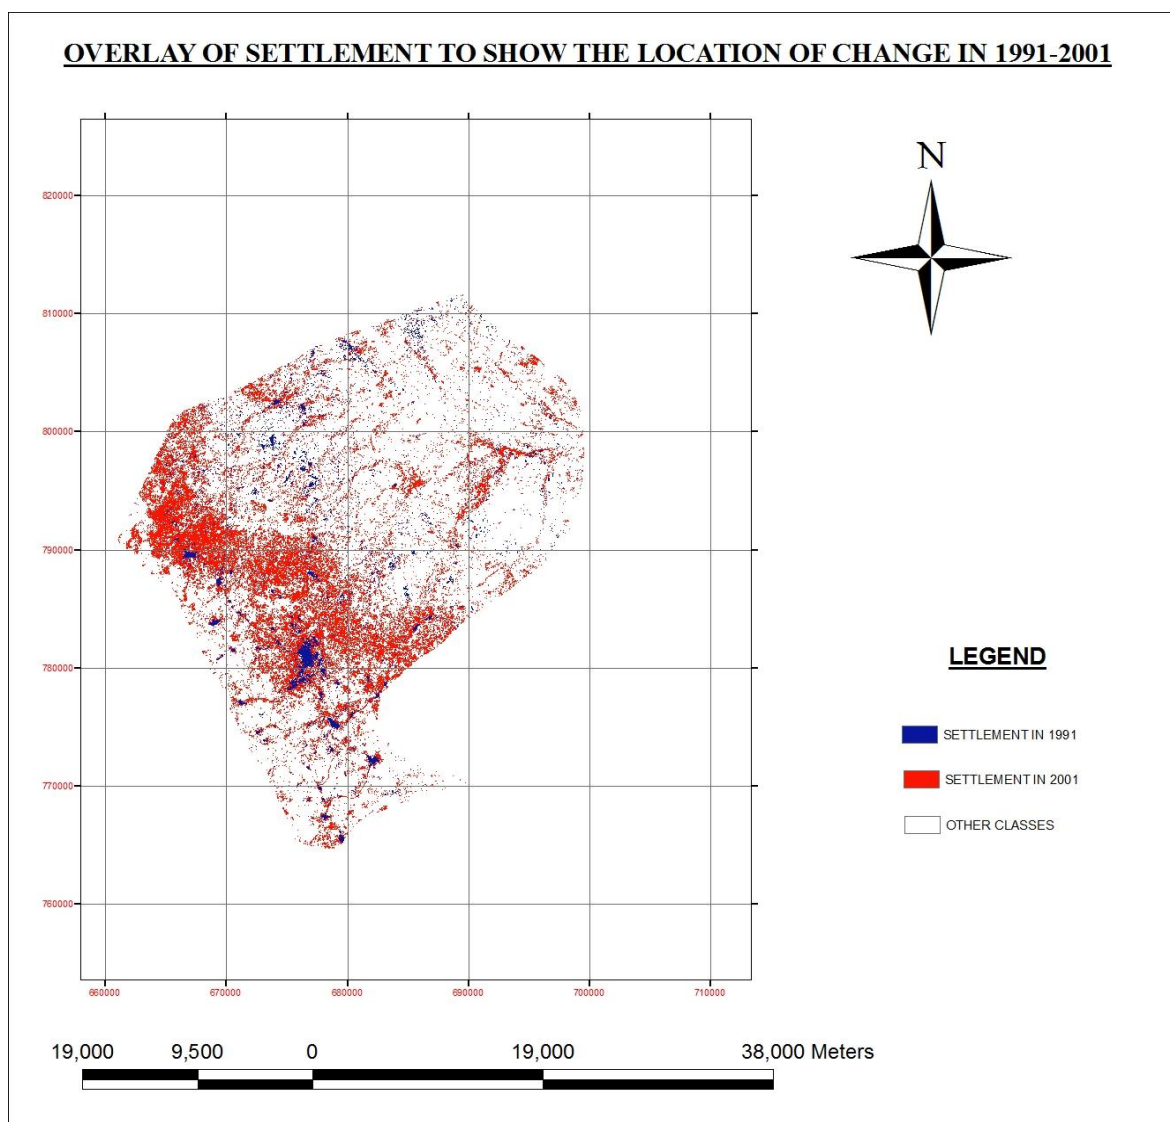 OVERLAY OF SETTLEMENT TO SHOW THE LOCATION OF CHANGE IN 1991-2001
N
820000
810000
800000
790000
780000
770000
760000
660000 670000 680000 690000 700000 710000
LEGEND
SETTLEMENT IN 1991
SETTLEMENT IN 2001
OTHER CLASSES
19,000 9,500 0 19,000 38,000 Meters